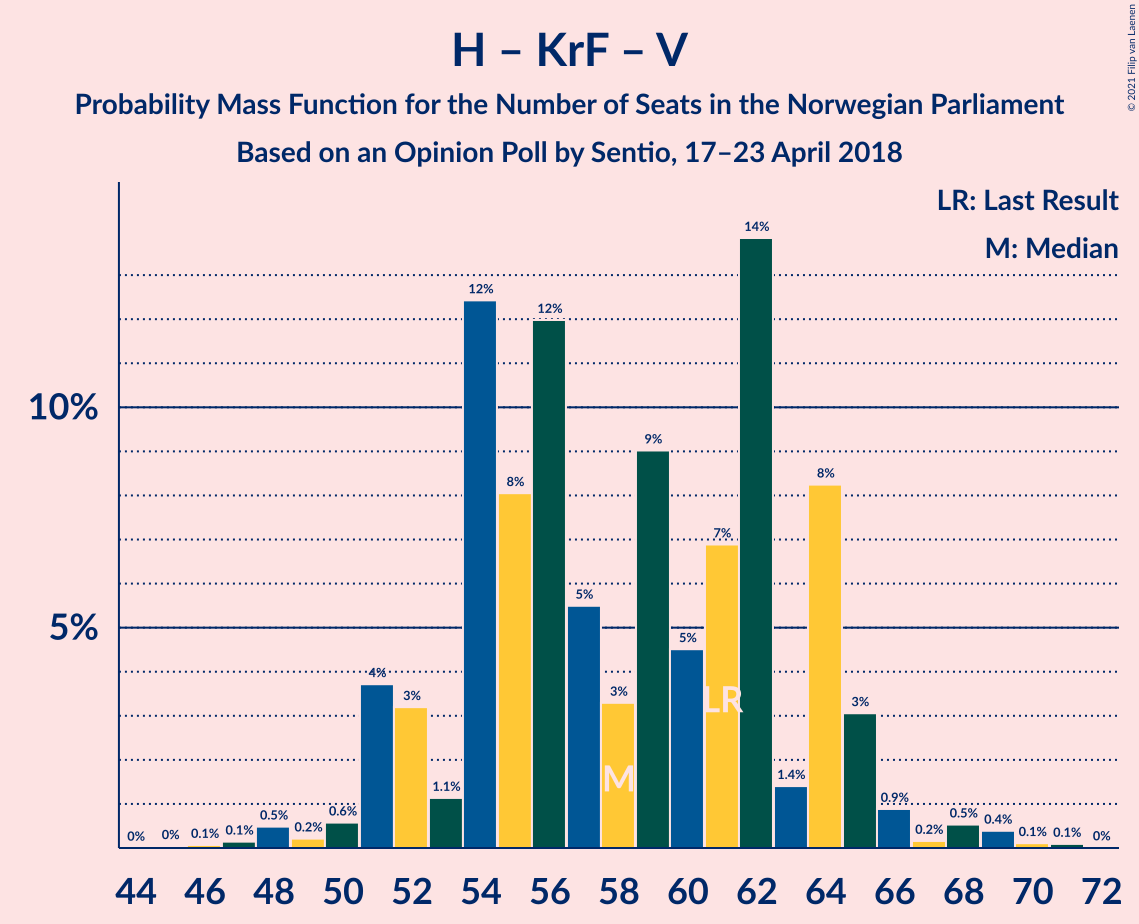 © 2021 Filip van Laenen
H – KrF – V
Probability Mass Function for the Number of Seats in the Norwegian Parliament
Based on an Opinion Poll by Sentio, 17–23 April 2018
LR: Last Result
M: Median
10%
5%
0% 0% 0.1% 0.1% 0.5% 0.2% 0.6% 4% 3% 1.1% 12% 8% 12% 5% 3% 9% 5% 7% 14% 1.4% 8% 3% 0.9% 0.2% 0.5% 0.4% 0.1% 0.1% 0%
LR
M
44 46 48 50 52 54 56 58 60 62 64 66 68 70 72